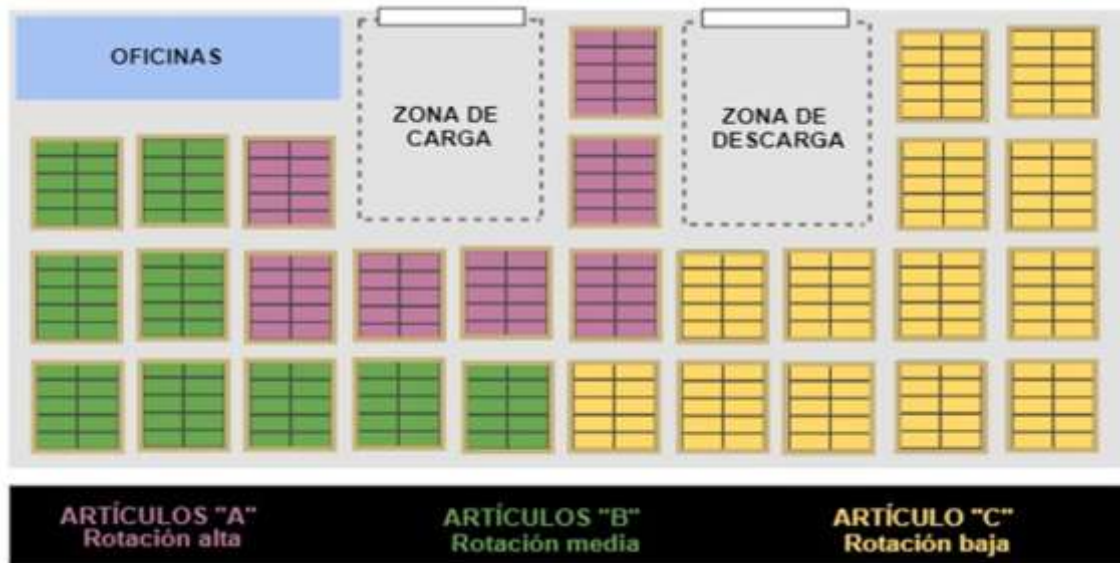 OFICINAS
ZONA DE
CARGA
ZONA DE
DESCARGA
ARTÍCULOS "A"
Rotación alta
ARTÍCULOS "B"
Rotación media
ARTÍCULO "C"
Rotación baja